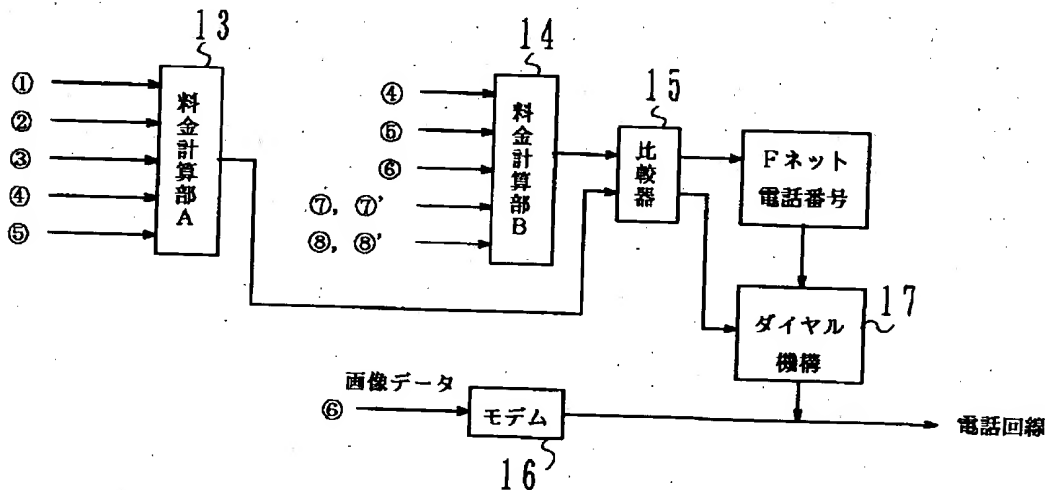 13
①
②
③
④
⑤
料金計算部A
14
④
⑤
⑥
⑦, ⑦'
⑧, ⑧'
料金計算部B
15
比較器
Fネット
電話番号
17
ダイヤル
機構
画像データ
⑥
モデム
16
電話回線